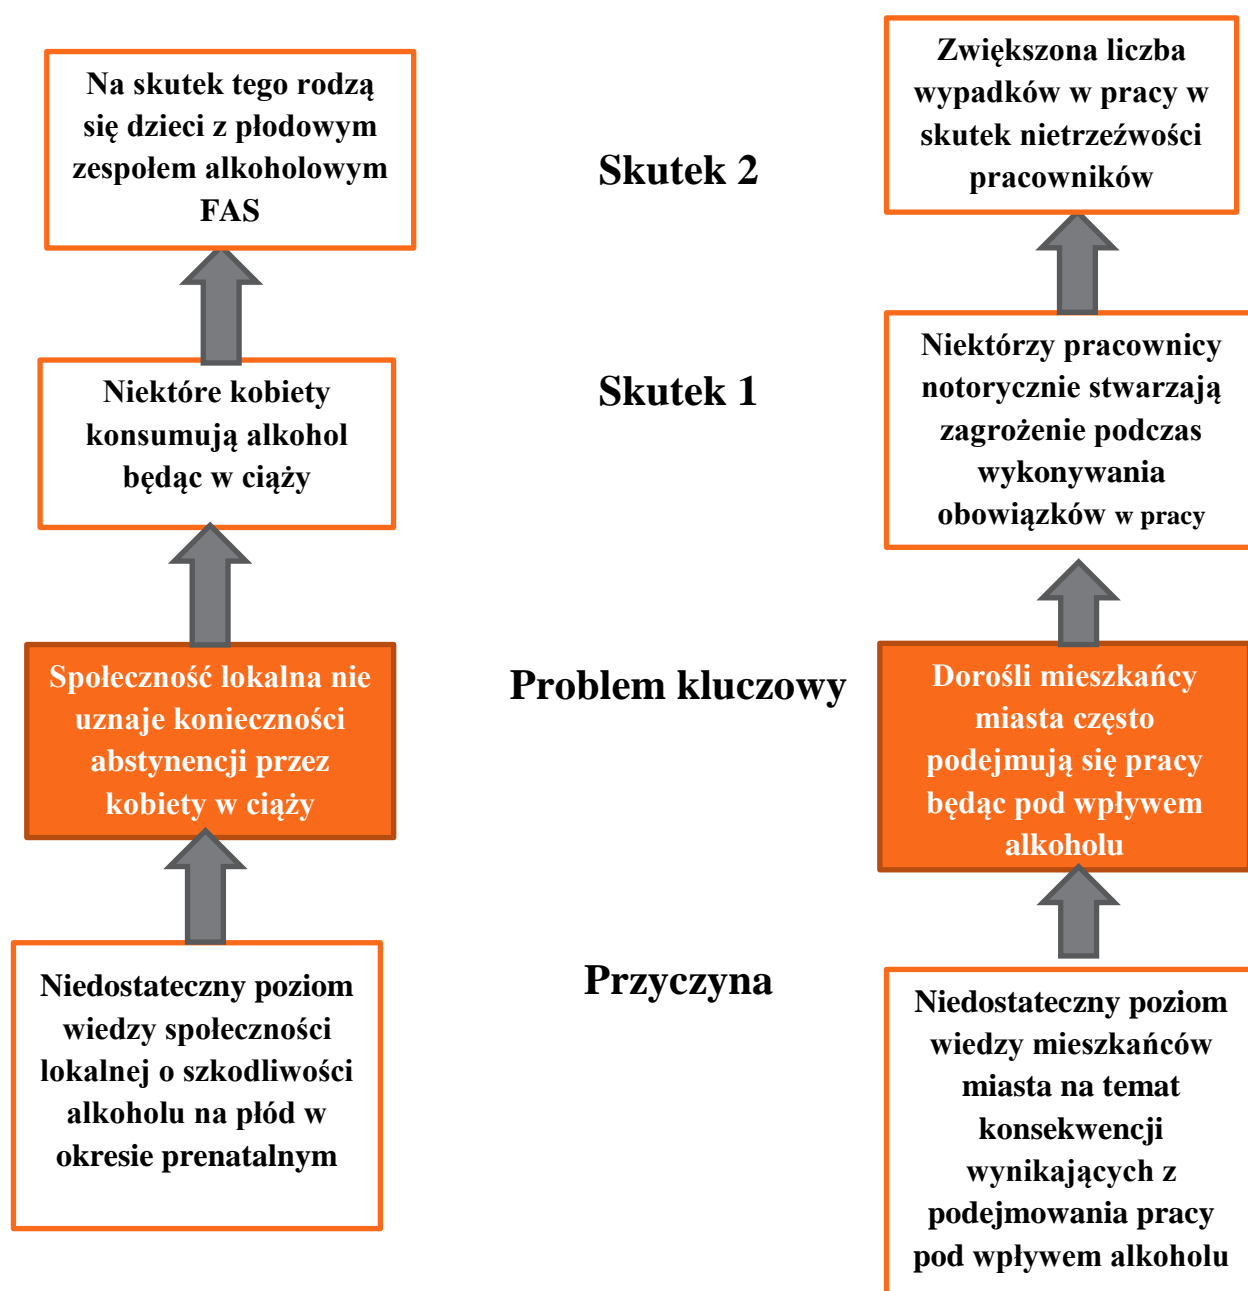 Na skutek tego rodzą
się dzieci z płodowym
zespołem alkoholowym
FAS
Skutek 2
Zwiększona liczba
wypadków w pracy w
skutek nietrzeźwości
pracowników
Niektóre kobiety
konsumują alkohol
będąc w ciąży
Skutek 1
Niektórzy pracownicy
notorycznie stwarzają
zagrożenie podczas
wykonywania
obowiązków w pracy
Społeczność lokalna nie
uznaje konieczności
abstynencji przez
kobiety w ciąży
Problem kluczowy
Dorośli mieszkańcy
miasta często
podejmują się pracy
będąc pod wpływem
alkoholu
Niedostateczny poziom
wiedzy społeczności
lokalnej o szkodliwości
alkoholu na płód w
okresie prenatalnym
Przyczyna
Niedostateczny poziom
wiedzy mieszkańców
miasta na temat
konsekwencji
wynikających z
podejmowania pracy
pod wpływem alkoholu